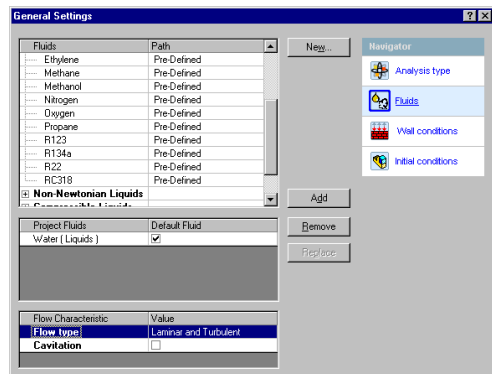 General Settings
Fluids Path
Ethylene Pre-Defined
Methane Pre-Defined
Methanol Pre-Defined
Nitrogen Pre-Defined
Oxygen Pre-Defined
Propane Pre-Defined
R123 Pre-Defined
R134a Pre-Defined
R22 Pre-Defined
RC318 Pre-Defined
Non-Newtonian Liquids
Compressible Liquids
New...
Add
Remove
Replace
Project Fluids Default Fluid
Water ( Liquids )
Flow Characteristic Value
Flow type Laminar and Turbulent
Cavitation
Navigator
Analysis type
Fluids
Wall conditions
Initial conditions